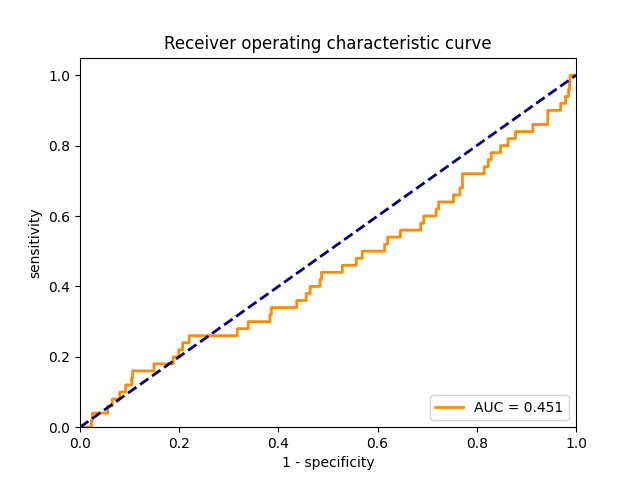 Receiver operating characteristic curve
1.0
0.8
0.6
0.4
0.2
0.0
sensitivity
AUC = 0.451
0.0 0.2 0.4 0.6 0.8 1.0
1 - specificity